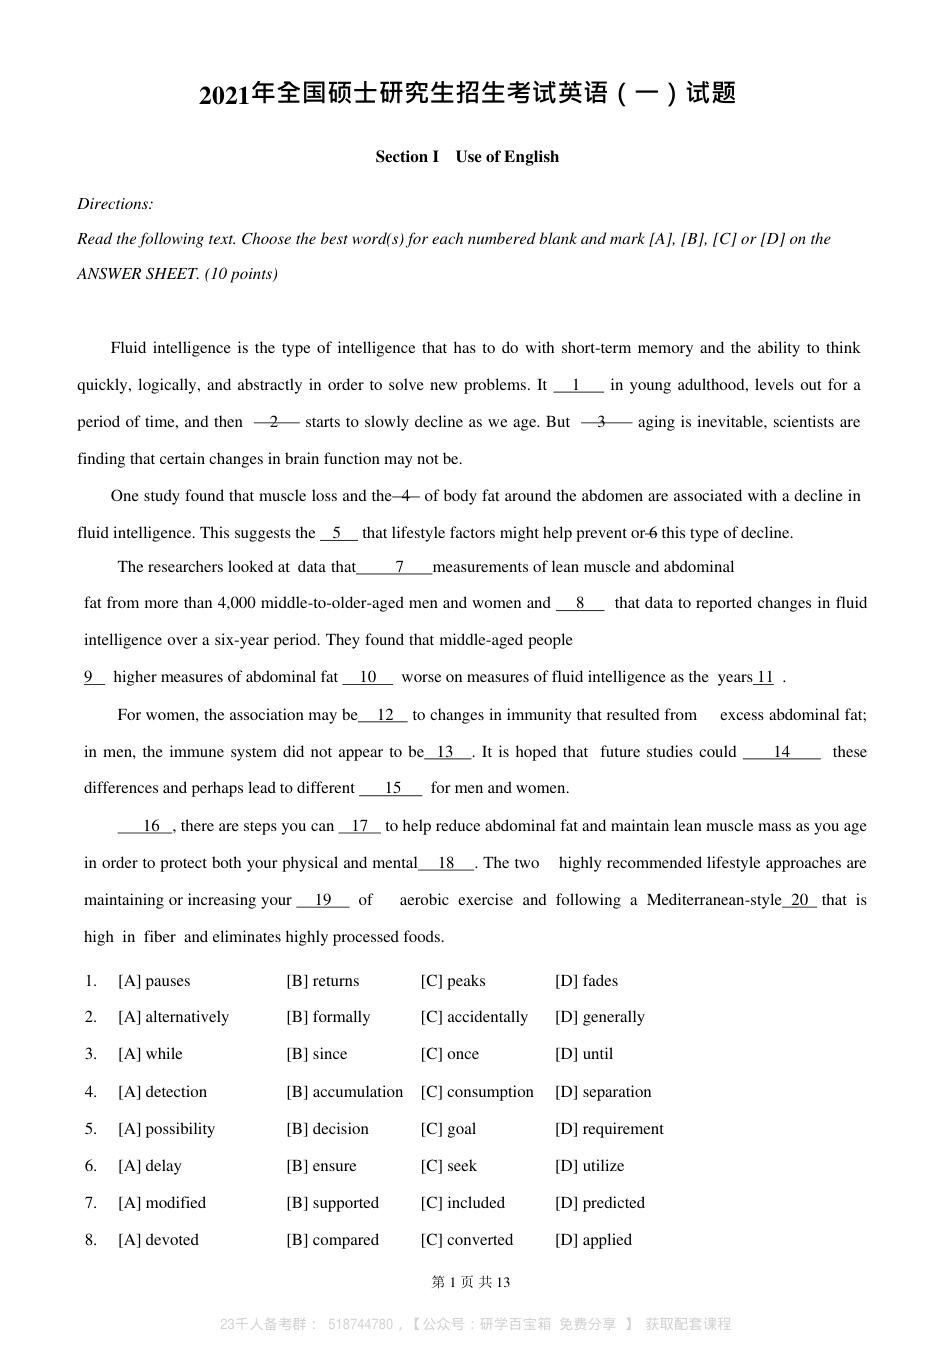 2021年全国硕士研究生招生考试英语（一）试题
Section I Use of English
Directions:
Read the following text. Choose the best word(s) for each numbered blank and mark [A], [B], [C] or [D] on the
ANSWER SHEET. (10 points)
Fluid intelligence is the type of intelligence that has to do with short-term memory and the ability to think
quickly, logically, and abstractly in order to solve new problems. It 1 in young adulthood, levels out for a
period of time, and then 2 starts to slowly decline as we age. But 3 aging is inevitable, scientists are
finding that certain changes in brain function may not be.
One study found that muscle loss and the 4 of body fat around the abdomen are associated with a decline in
fluid intelligence. This suggests the 5 that lifestyle factors might help prevent or 6 this type of decline.
The researchers looked at data that 7 measurements of lean muscle and abdominal
fat from more than 4,000 middle-to-older-aged men and women and 8 that data to reported changes in fluid
intelligence over a six-year period. They found that middle-aged people
9 higher measures of abdominal fat 10 worse on measures of fluid intelligence as the years 11 .
For women, the association may be 12 to changes in immunity that resulted from excess abdominal fat;
in men, the immune system did not appear to be 13 . It is hoped that future studies could 14 these
differences and perhaps lead to different 15 for men and women.
16 , there are steps you can 17 to help reduce abdominal fat and maintain lean muscle mass as you age
in order to protect both your physical and mental 18 . The two highly recommended lifestyle approaches are
maintaining or increasing your 19 of aerobic exercise and following a Mediterranean-style 20 that is
high in fiber and eliminates highly processed foods.
1. [A] pauses [B] returns [C] peaks [D] fades
2. [A] alternatively [B] formally [C] accidentally [D] generally
3. [A] while [B] since [C] once [D] until
4. [A] detection [B] accumulation [C] consumption [D] separation
5. [A] possibility [B] decision [C] goal [D] requirement
6. [A] delay [B] ensure [C] seek [D] utilize
7. [A] modified [B] supported [C] included [D] predicted
8. [A] devoted [B] compared [C] converted [D] applied
第 1 页 共 13
23千人备考群： 518744780，【 公众号：研学百宝箱 免费分享 】 获取配套课程